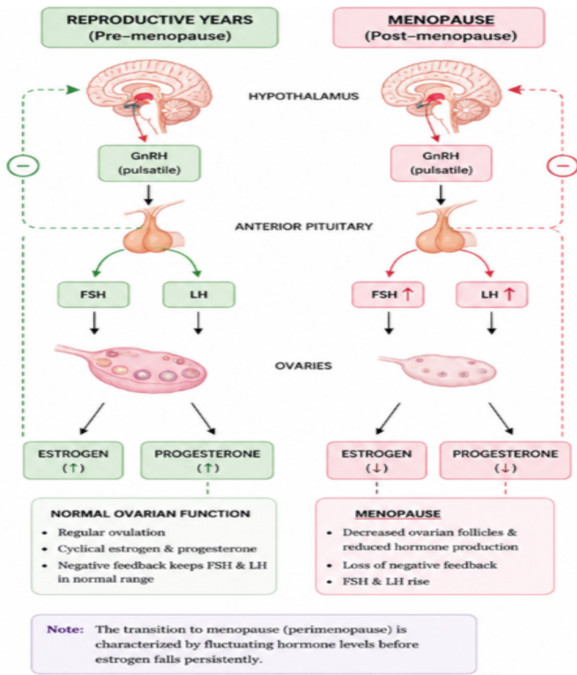 REPRODUCTIVE YEARS
(Pre–menopause)
MENOPAUSE
(Post–menopause)
HYPOTHALAMUS
GnRH
(pulsatile)
GnRH
(pulsatile)
−
−
ANTERIOR PITUITARY
FSH
LH
FSH ↑
LH ↑
OVARIES
ESTROGEN
(↑)
PROGESTERONE
(↑)
ESTROGEN
(↓)
PROGESTERONE
(↓)
NORMAL OVARIAN FUNCTION
• Regular ovulation
• Cyclical estrogen & progesterone
• Negative feedback keeps FSH & LH
in normal range
MENOPAUSE
• Decreased ovarian follicles &
reduced hormone production
• Loss of negative feedback
• FSH & LH rise
Note: The transition to menopause (perimenopause) is
characterized by fluctuating hormone levels before
estrogen falls persistently.